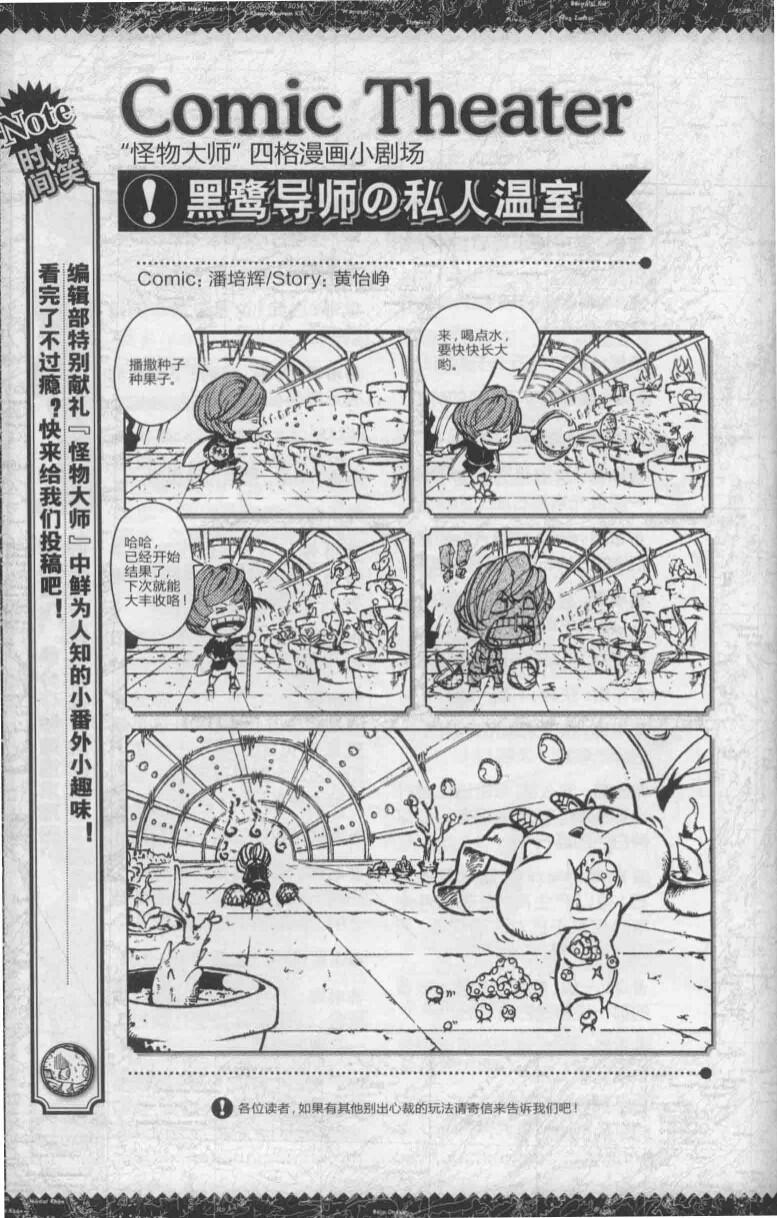 Comic Theater
“怪物大师”四格漫画小剧场
! 黑鹭导师の私人温室
Comic: 潘培辉/Story: 黄怡峥
Note
爆笑
时间
编辑部特别献礼『怪物大师』中鲜为人知的小番外小趣味！
看完了不过瘾？快来给我们投稿吧！
播撒种子
种果子。
来，喝点水，
要快快长大
哟。
哈哈，
已经开始
结果了，
下次就能
大丰收咯！
!!
! 各位读者，如果有其他别出心裁的玩法请寄信来告诉我们吧！